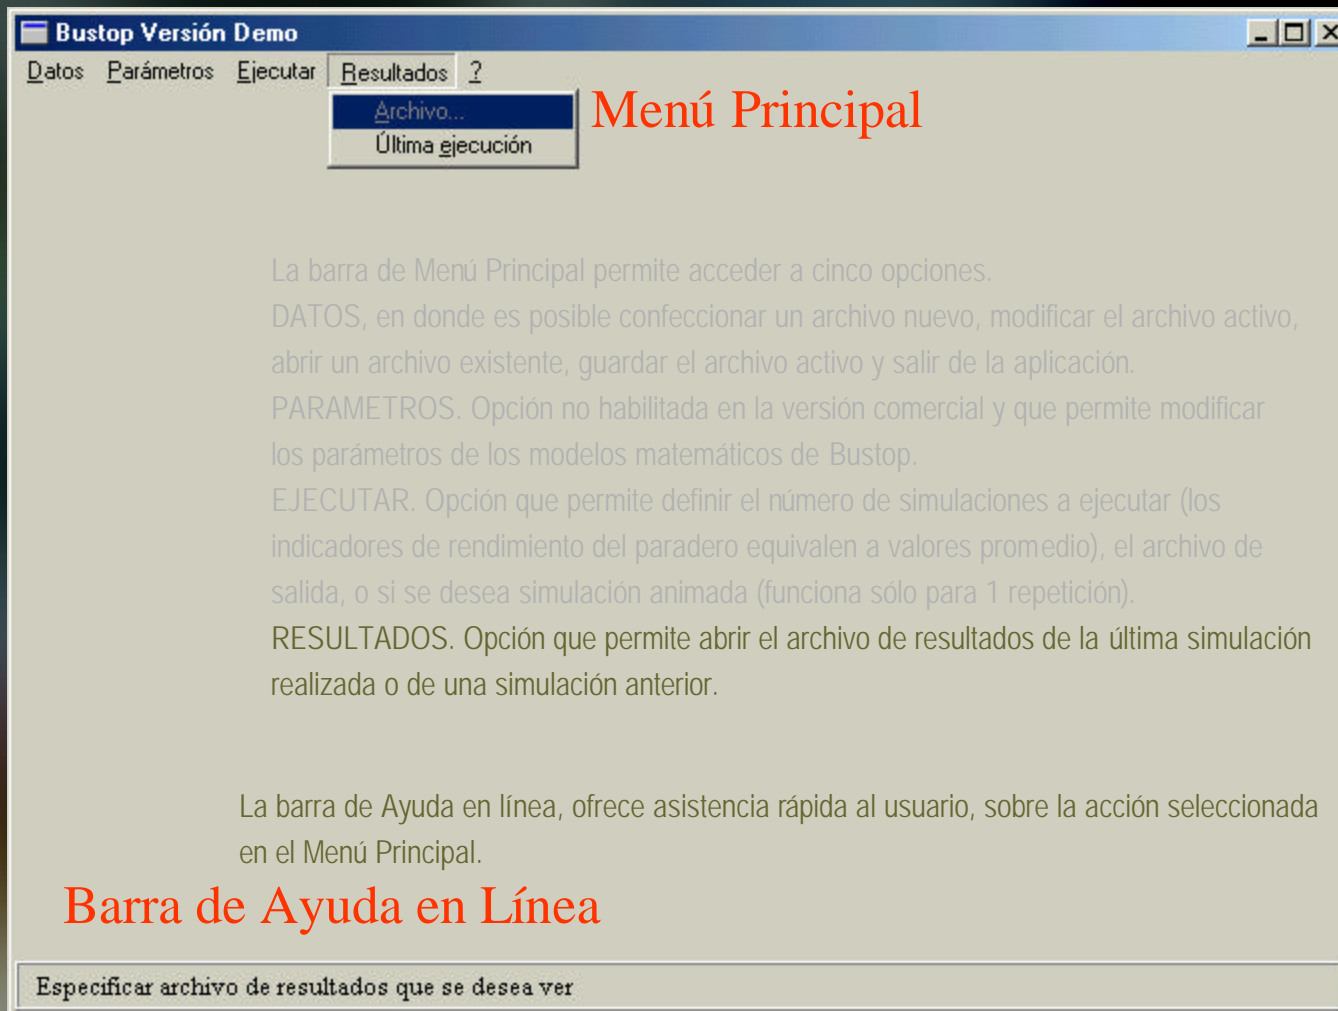 Bustop Versión Demo
Datos Parámetros Ejecutar Resultados ?
Archivo...
Última ejecución
Menú Principal
La barra de Menú Principal permite acceder a cinco opciones.
DATOS, en donde es posible confeccionar un archivo nuevo, modificar el archivo activo,
abrir un archivo existente, guardar el archivo activo y salir de la aplicación.
PARAMETROS. Opción no habilitada en la versión comercial y que permite modificar
los parámetros de los modelos matemáticos de Bustop.
EJECUTAR. Opción que permite definir el número de simulaciones a ejecutar (los
indicadores de rendimiento del paradero equivalen a valores promedio), el archivo de
salida, o si se desea simulación animada (funciona sólo para 1 repetición).
RESULTADOS. Opción que permite abrir el archivo de resultados de la última simulación
realizada o de una simulación anterior.
La barra de Ayuda en línea, ofrece asistencia rápida al usuario, sobre la acción seleccionada
en el Menú Principal.
Barra de Ayuda en Línea
Especificar archivo de resultados que se desea ver